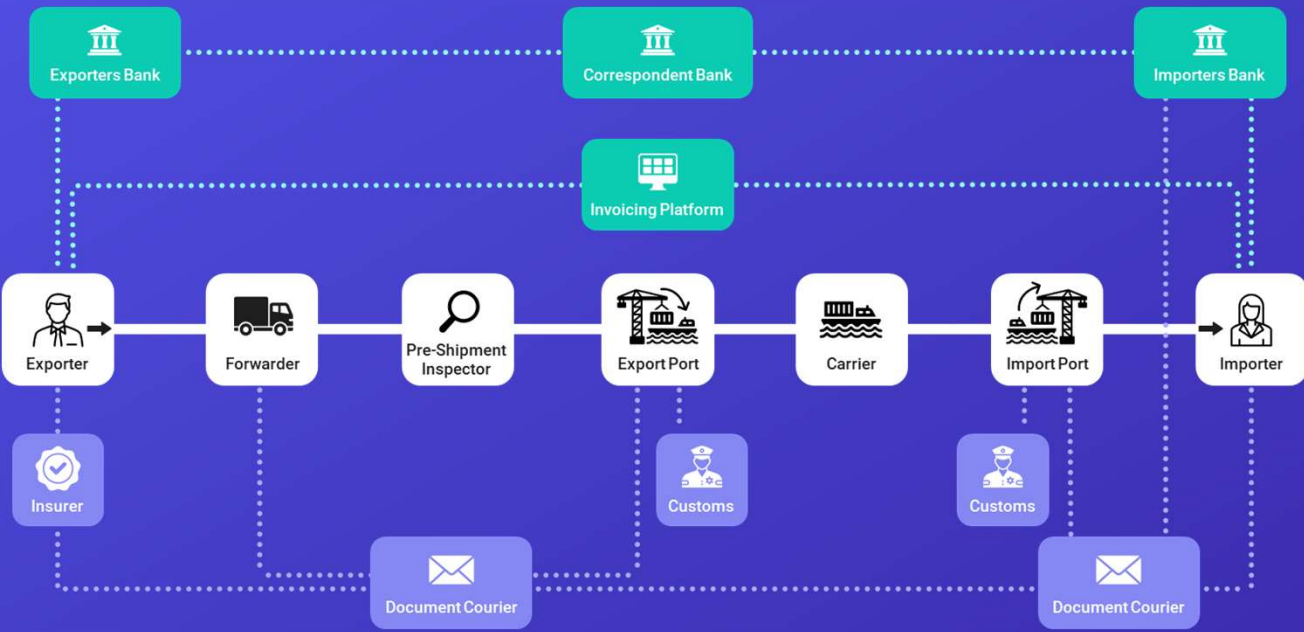 Exporters Bank
Correspondent Bank
Importers Bank
Invoicing Platform
Exporter
Forwarder
Pre-Shipment
Inspector
Export Port
Carrier
Import Port
Importer
Insurer
Customs
Customs
Document Courier
Document Courier